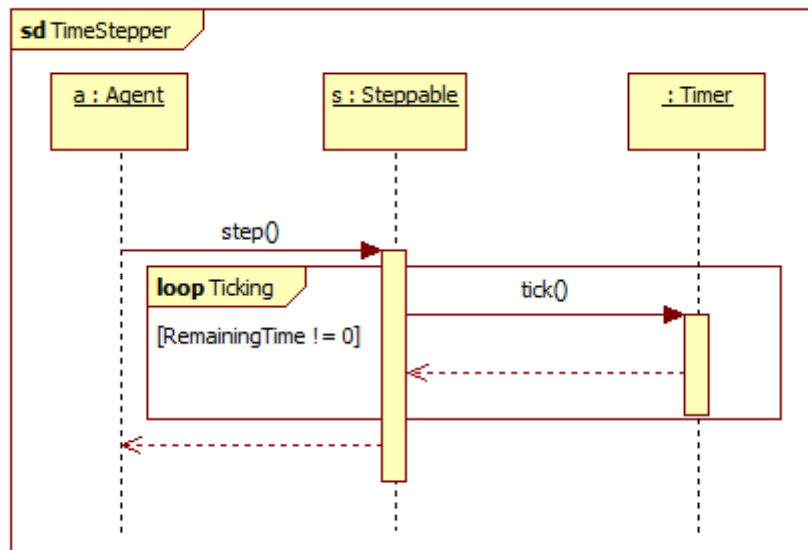 sd TimeStepper
a : Agent
s : Steppable
: Timer
step()
loop Ticking
tick()
[RemainingTime != 0]